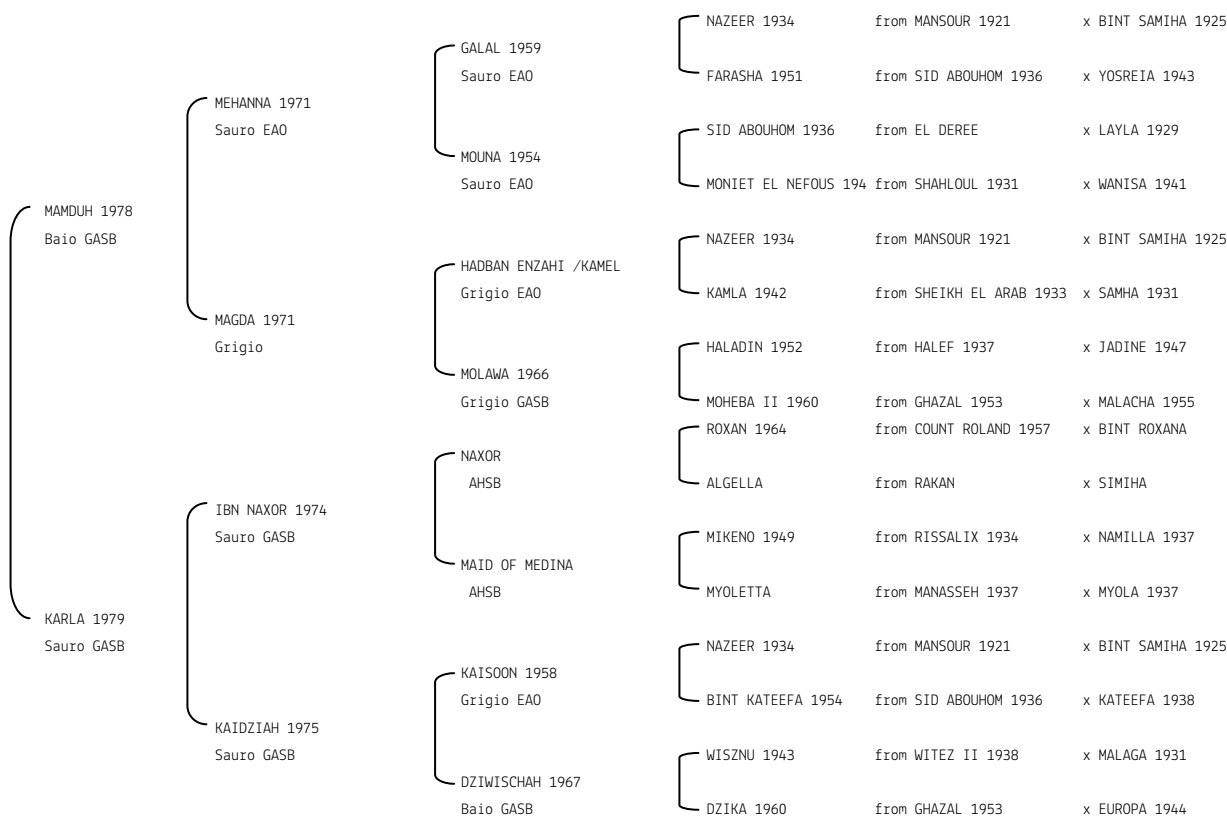 NAZEER 1934 from MANSOUR 1921 x BINT SAMIHA 1925
GALAL 1959
Sauro EAO
FARASHA 1951 from SID ABOUHOM 1936 x YOSREIA 1943
MEHANNA 1971
Sauro EAO
SID ABOUHOM 1936 from EL DEREE x LAYLA 1929
MOUNA 1954
Sauro EAO
MONIET EL NEFOUS 194 from SHAHLOUL 1931 x WANISA 1941
MAMDUH 1978
Baio GASB
NAZEER 1934 from MANSOUR 1921 x BINT SAMIHA 1925
HADBAN ENZAHI /KAMEL
Grigio EAO
KAMLA 1942 from SHEIKH EL ARAB 1933 x SAMHA 1931
MAGDA 1971
Grigio
HALADIN 1952 from HALEF 1937 x JADINE 1947
MOLAWA 1966
Grigio GASB
MOHEBA II 1960 from GHAZAL 1953 x MALACHA 1955
ROXAN 1964 from COUNT ROLAND 1957 x BINT ROXANA
NAXOR
AHSB
ALGELLA from RAKAN x SIMIHA
IBN NAXOR 1974
Sauro GASB
MIKENO 1949 from RISSALIX 1934 x NAMILLA 1937
MAID OF MEDINA
AHSB
MYOLETTA from MANASSEH 1937 x MYOLA 1937
KARLA 1979
Sauro GASB
NAZEER 1934 from MANSOUR 1921 x BINT SAMIHA 1925
KAISOON 1958
Grigio EAO
BINT KATEEFA 1954 from SID ABOUHOM 1936 x KATEEFA 1938
KAIDZIAH 1975
Sauro GASB
WISZNU 1943 from WITEZ II 1938 x MALAGA 1931
DZIWISCHAH 1967
Baio GASB
DZIKA 1960 from GHAZAL 1953 x EUROPA 1944